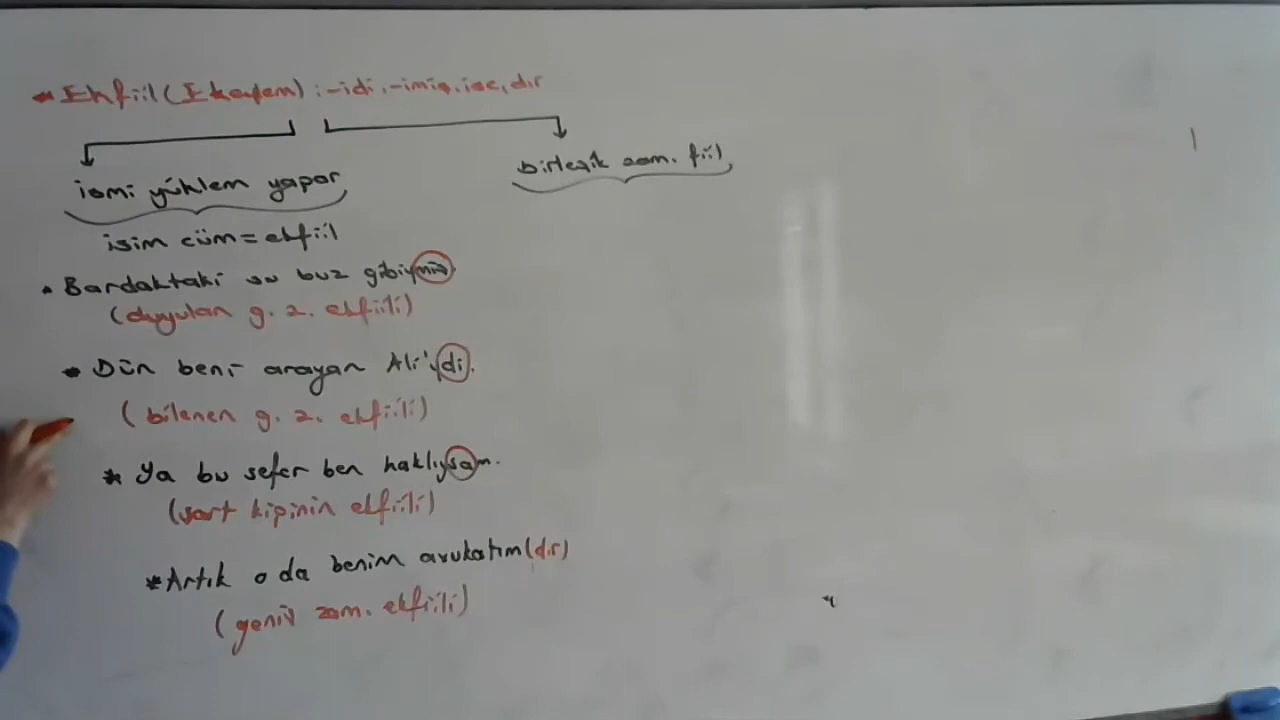 * Ekfiil (Ekeylem) : -idi, -imiş, ise, dır
ismi yüklem yapar
birleşik zam. fiil
isim cüm = ekfiil
* Bardaktaki su buz gibiymiş
(duyulan g. z. ekfiili)
* Dün beni arayan Ali'ydi.
(bilenen g. z. ekfiili)
* Ya bu sefer ben haklıysam.
(şart kipinin ekfiili)
* Artık o da benim avukatım(dır)
(geniş zam. ekfiili)